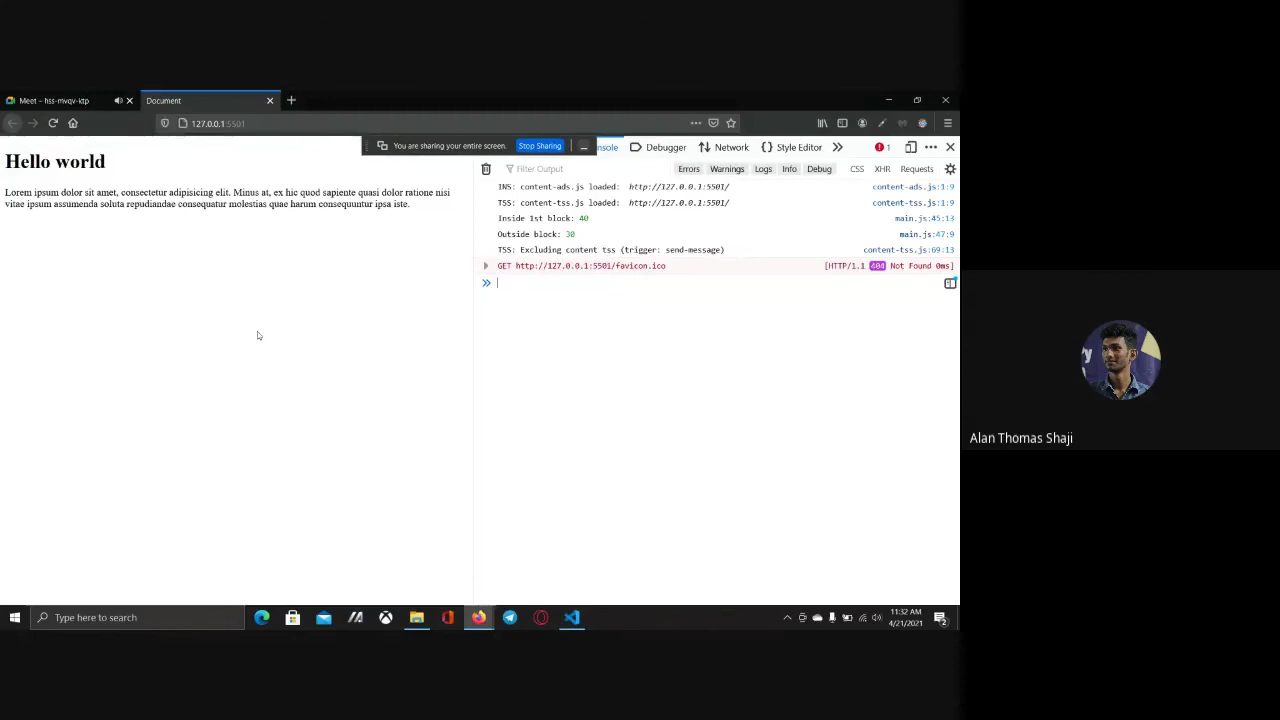 Meet – hss-mvqv-ktp
Document
127.0.0.1:5501
You are sharing your entire screen.
Stop Sharing
nsole
Debugger
Network
Style Editor
1
Filter Output
Errors
Warnings
Logs
Info
Debug
CSS
XHR
Requests
Hello world
Lorem ipsum dolor sit amet, consectetur adipisicing elit. Minus at, ex hic quod sapiente quasi dolor ratione nisi
vitae ipsum assumenda soluta repudiandae consequatur molestias quae harum consequuntur ipsa iste.
INS: content-ads.js loaded: http://127.0.0.1:5501/ content-ads.js:1:9
TSS: content-tss.js loaded: http://127.0.0.1:5501/ content-tss.js:1:9
Inside 1st block: 40 main.js:45:13
Outside block: 30 main.js:47:9
TSS: Excluding content tss (trigger: send-message) content-tss.js:69:13
GET http://127.0.0.1:5501/favicon.ico [HTTP/1.1 404 Not Found 0ms]
Alan Thomas Shaji
Type here to search
11:32 AM
4/21/2021
2